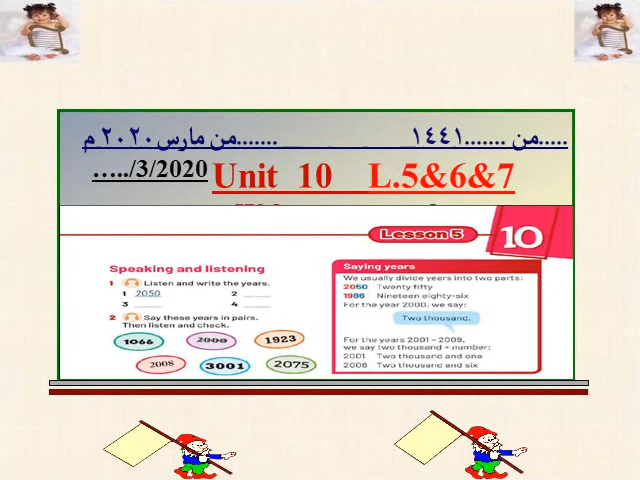 .....من .......١٤٤١ .......من مارس٢٠٢٠ م
...../3/2020
Unit 10 L.5&6&7
Lesson 5
10
Speaking and listening
1 Listen and write the years.
1 2050 2 ..........
3 .......... 4 ..........
2 Say these years in pairs.
Then listen and check.
1066 2000 1923
2008 3001 2075
Saying years
We usually divide years into two parts:
2050 Twenty fifty
1986 Nineteen eighty-six
For the year 2000, we say:
Two thousand.
For the years 2001 – 2009,
we say two thousand + number:
2001 Two thousand and one
2006 Two thousand and six